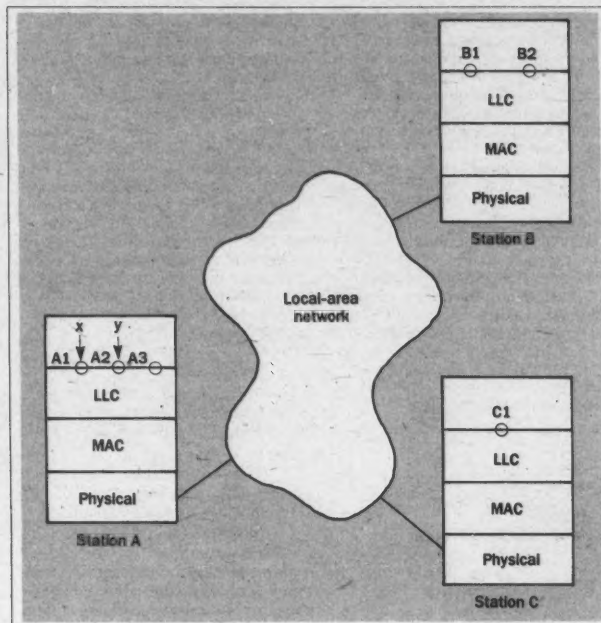 B1 B2
LLC
MAC
Physical
Station B
Local-area
network
x y
A1 A2 A3
LLC
MAC
Physical
Station A
C1
LLC
MAC
Physical
Station C